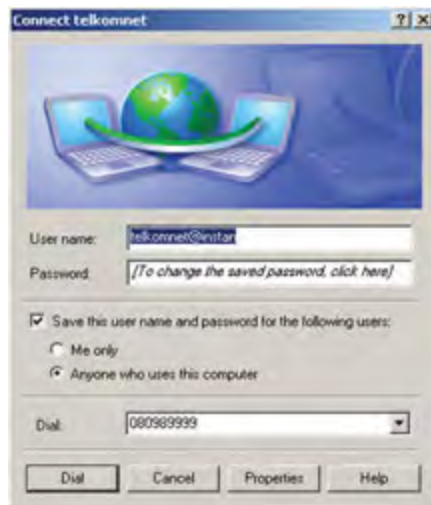 Connect telkomnet
User name: telkomnet@instan
Password: [To change the saved password, click here]
Save this user name and password for the following users:
Me only
Anyone who uses this computer
Dial: 080989999
Dial Cancel Properties Help